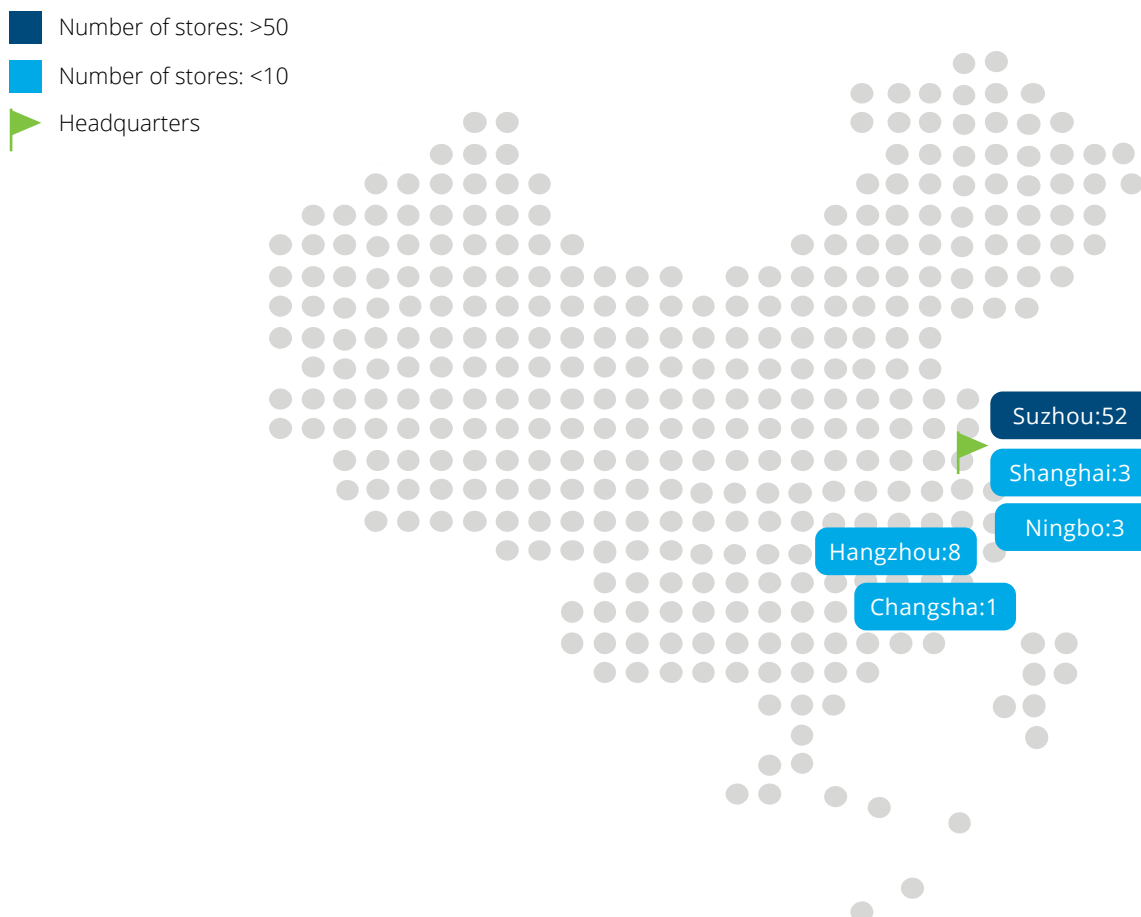 Number of stores: >50
Number of stores: <10
Headquarters
Suzhou:52
Shanghai:3
Ningbo:3
Hangzhou:8
Changsha:1